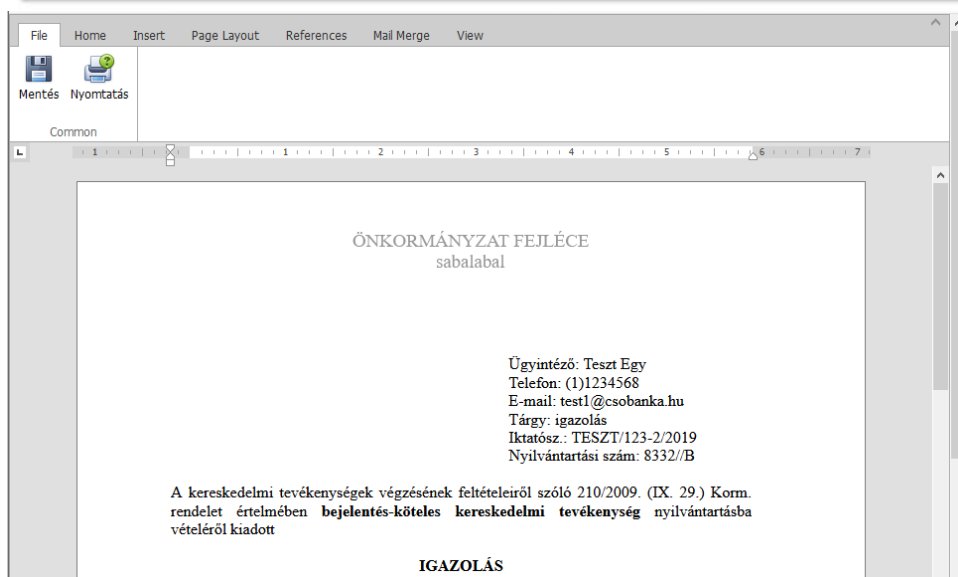 File Home Insert Page Layout References Mail Merge View
Mentés Nyomtatás
Common
1 1 2 3 4 5 6 7
ÖNKORMÁNYZAT FEJLÉCE
sabalabal
Ügyintéző: Teszt Egy
Telefon: (1)1234568
E-mail: test1@csobanka.hu
Tárgy: igazolás
Iktatósz.: TESZT/123-2/2019
Nyilvántartási szám: 8332//B
A kereskedelmi tevékenységek végzésének feltételeiről szóló 210/2009. (IX. 29.) Korm.
rendelet értelmében bejelentés-köteles kereskedelmi tevékenység nyilvántartásba
vételéről kiadott
IGAZOLÁS